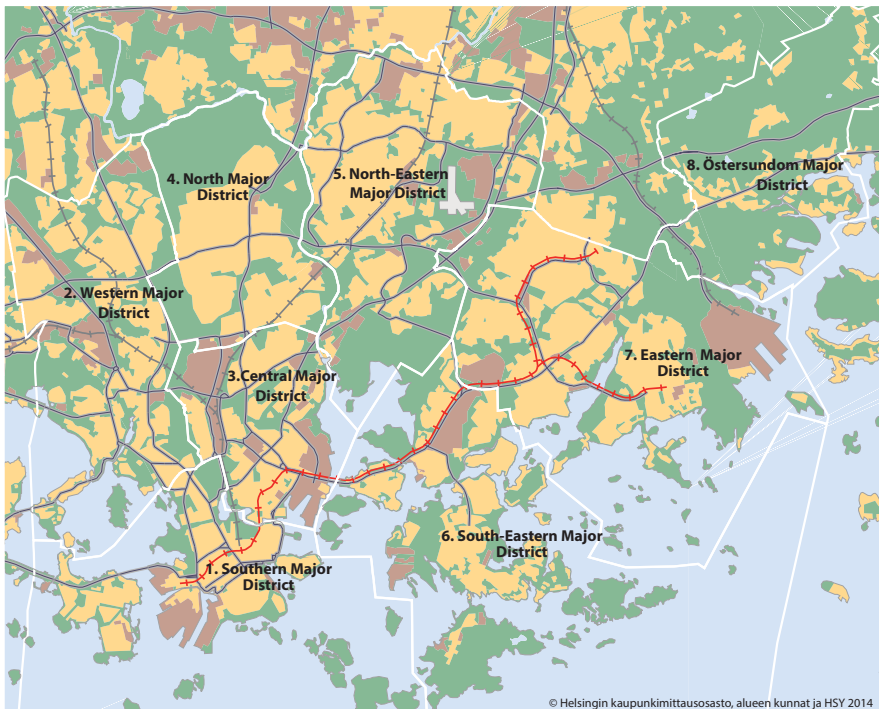 4. North Major
District
5. North-Eastern
Major District
8. Östersundom Major
District
2. Western Major
District
3.Central Major
District
7. Eastern Major
District
6. South-Eastern Major
District
1. Southern Major
District
© Helsingin kaupunkimittausosasto, alueen kunnat ja HSY 2014